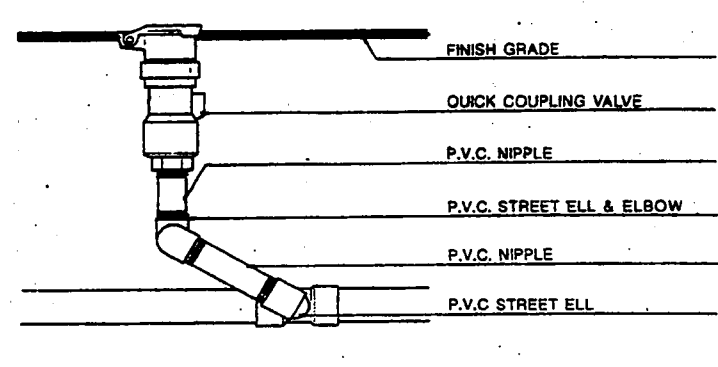 FINISH GRADE
QUICK COUPLING VALVE
P.V.C. NIPPLE
P.V.C. STREET ELL & ELBOW
P.V.C. NIPPLE
P.V.C STREET ELL